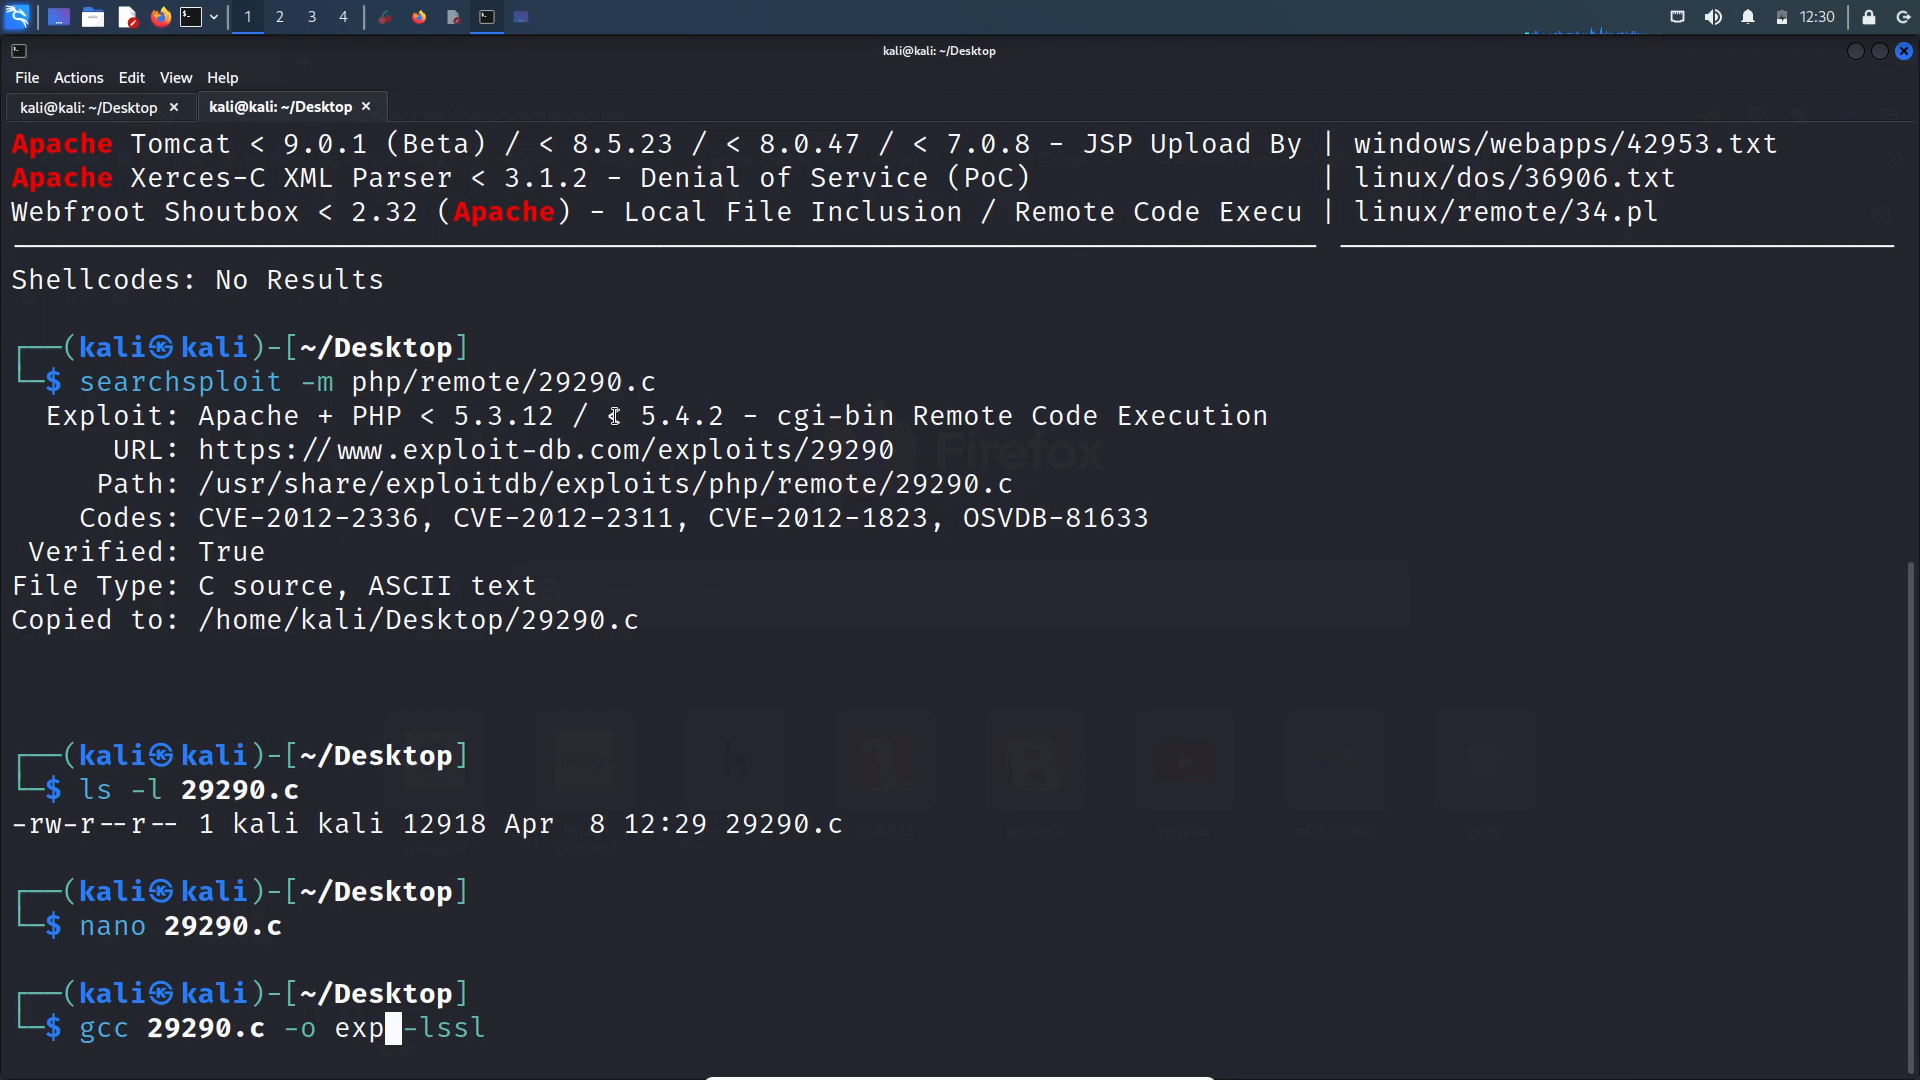 1 2 3 4 12:30
kali@kali: ~/Desktop
File Actions Edit View Help
kali@kali: ~/Desktop × kali@kali: ~/Desktop ×
Apache Tomcat < 9.0.1 (Beta) / < 8.5.23 / < 8.0.47 / < 7.0.8 - JSP Upload By | windows/webapps/42953.txt
Apache Xerces-C XML Parser < 3.1.2 - Denial of Service (PoC) | linux/dos/36906.txt
Webfroot Shoutbox < 2.32 (Apache) - Local File Inclusion / Remote Code Execu | linux/remote/34.pl
Shellcodes: No Results
(kali㉿kali)-[~/Desktop]
$ searchsploit -m php/remote/29290.c
Exploit: Apache + PHP < 5.3.12 / < 5.4.2 - cgi-bin Remote Code Execution
URL: https://www.exploit-db.com/exploits/29290
Path: /usr/share/exploitdb/exploits/php/remote/29290.c
Codes: CVE-2012-2336, CVE-2012-2311, CVE-2012-1823, OSVDB-81633
Verified: True
File Type: C source, ASCII text
Copied to: /home/kali/Desktop/29290.c
(kali㉿kali)-[~/Desktop]
$ ls -l 29290.c
-rw-r--r-- 1 kali kali 12918 Apr 8 12:29 29290.c
(kali㉿kali)-[~/Desktop]
$ nano 29290.c
(kali㉿kali)-[~/Desktop]
$ gcc 29290.c -o exp -lssl
Firefox